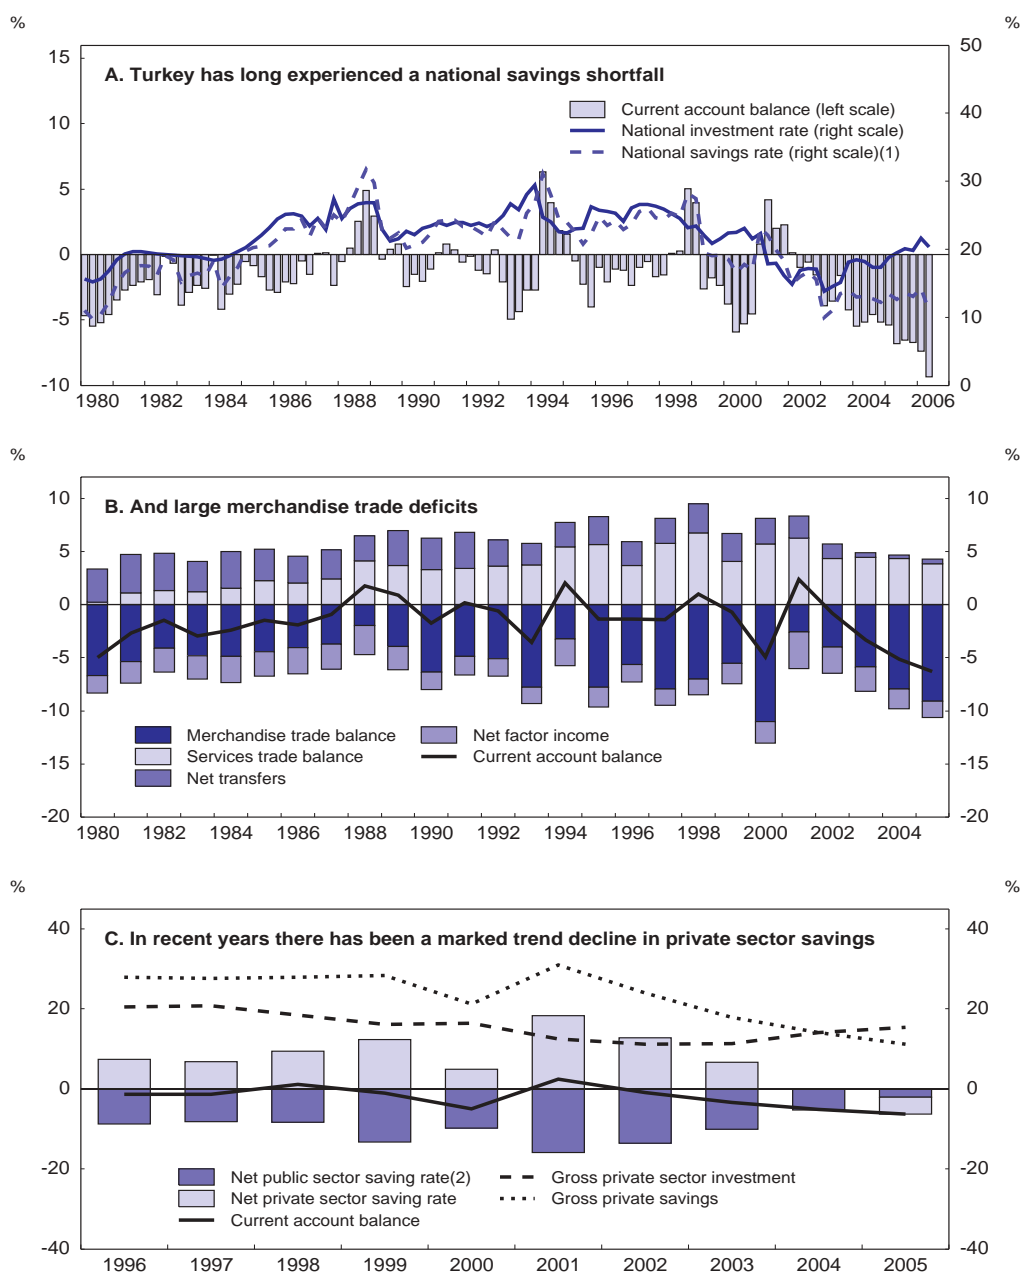 % %
A. Turkey has long experienced a national savings shortfall
Current account balance (left scale)
National investment rate (right scale)
National savings rate (right scale)(1)
15
10
5
0
-5
-10
50
40
30
20
10
0
1980 1982 1984 1986 1988 1990 1992 1994 1996 1998 2000 2002 2004 2006
% %
B. And large merchandise trade deficits
10
5
0
-5
-10
-15
-20
10
5
0
-5
-10
-15
-20
Merchandise trade balance
Services trade balance
Net transfers
Net factor income
Current account balance
1980 1982 1984 1986 1988 1990 1992 1994 1996 1998 2000 2002 2004
% %
C. In recent years there has been a marked trend decline in private sector savings
40
20
0
-20
-40
40
20
0
-20
-40
Net public sector saving rate(2)
Net private sector saving rate
Current account balance
Gross private sector investment
Gross private savings
1996 1997 1998 1999 2000 2001 2002 2003 2004 2005